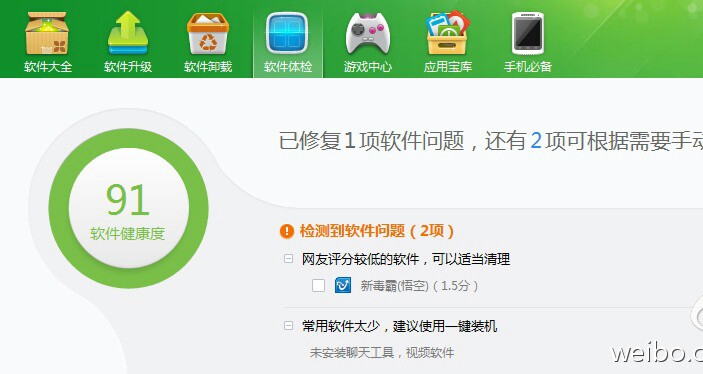 软件大全 软件升级 软件卸载 软件体检 游戏中心 应用宝库 手机必备
已修复1项软件问题，还有2项可根据需要手动
91
软件健康度
检测到软件问题（2项）
网友评分较低的软件，可以适当清理
新毒霸(悟空)（1.5分）
常用软件太少，建议使用一键装机
未安装聊天工具，视频软件
weibo.c